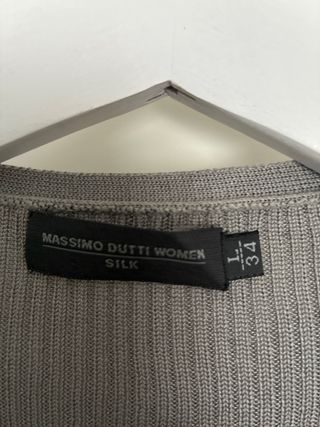 MASSIMO DUTTI WOMEN
SILK
L
34